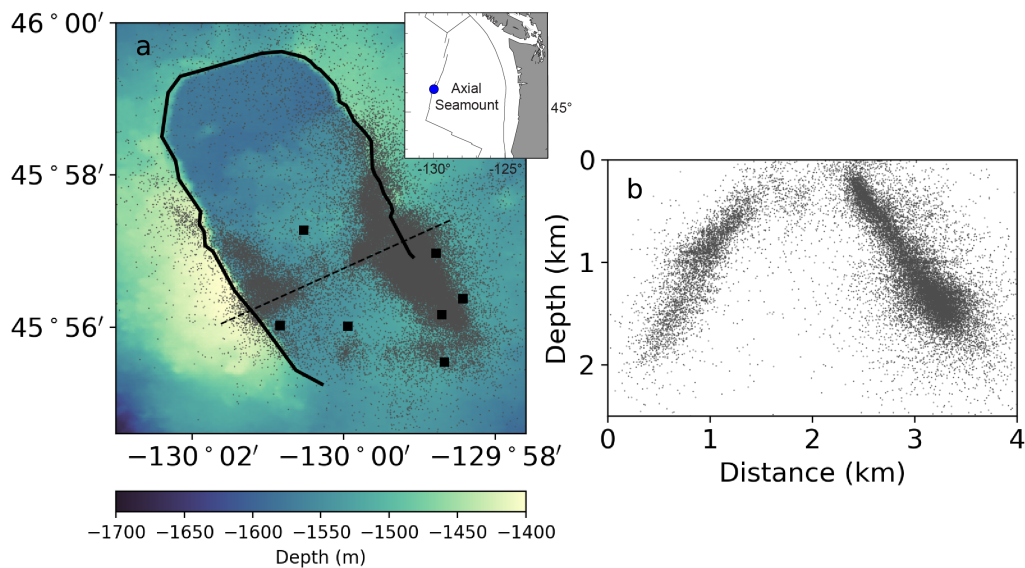 46 00′
a
45°58′
45°56′
−130°02′ −130°00′ −129°58′
Axial
Seamount
45°
−130° −125°
−1700 −1650 −1600 −1550 −1500 −1450 −1400
Depth (m)
b
0
1
2
Depth (km)
0 1 2 3 4
Distance (km)